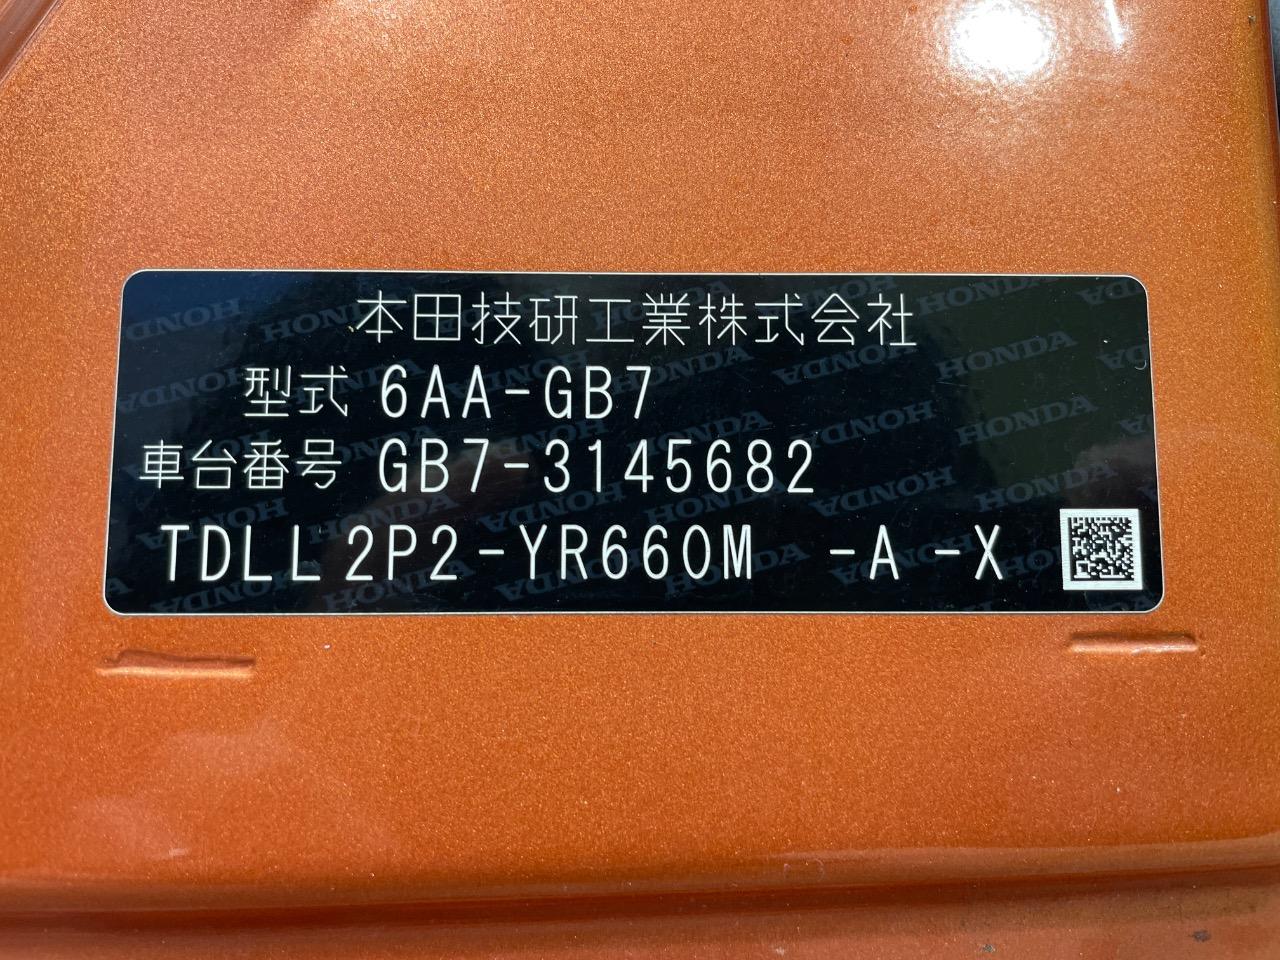 本田技研工業株式会社
型式 6AA-GB7
車台番号 GB7-3145682
TDLL2P2-YR660M -A-X